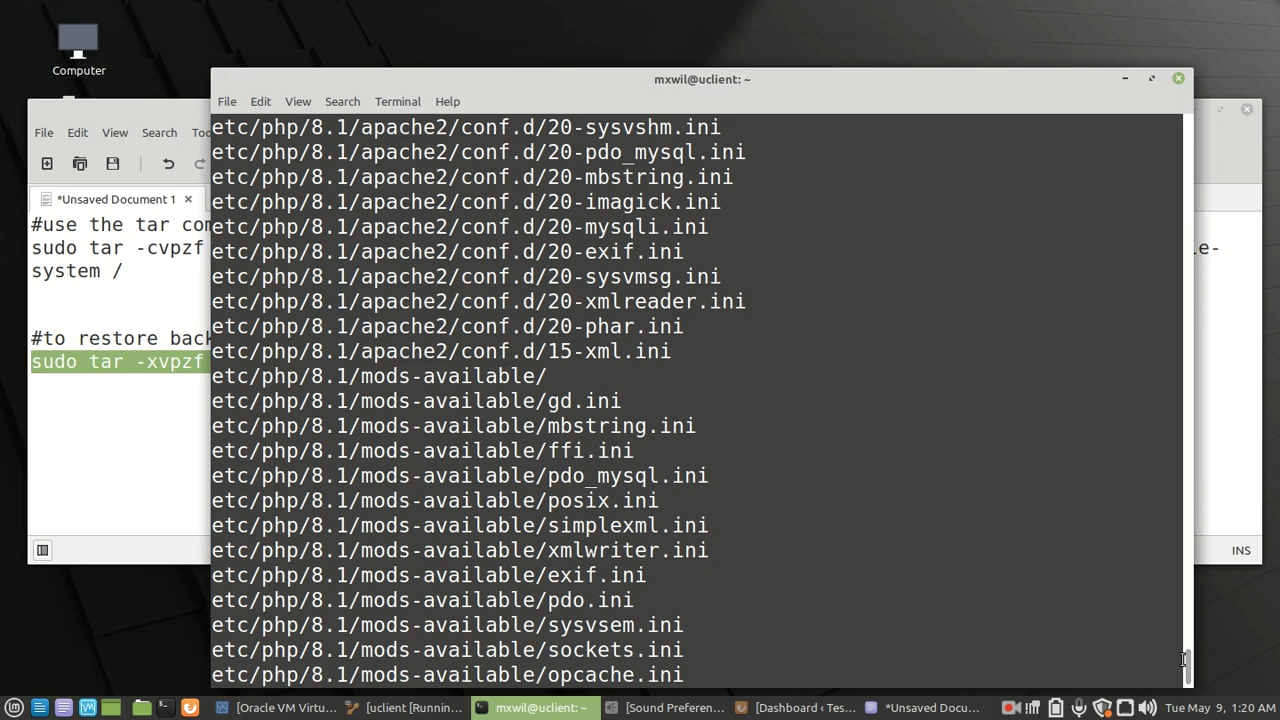 Computer
mxwil@uclient: ~
File Edit View Search Terminal Help
etc/php/8.1/apache2/conf.d/20-sysvshm.ini
etc/php/8.1/apache2/conf.d/20-pdo_mysql.ini
etc/php/8.1/apache2/conf.d/20-mbstring.ini
etc/php/8.1/apache2/conf.d/20-imagick.ini
etc/php/8.1/apache2/conf.d/20-mysqli.ini
etc/php/8.1/apache2/conf.d/20-exif.ini
etc/php/8.1/apache2/conf.d/20-sysvmsg.ini
etc/php/8.1/apache2/conf.d/20-xmlreader.ini
etc/php/8.1/apache2/conf.d/20-phar.ini
etc/php/8.1/apache2/conf.d/15-xml.ini
etc/php/8.1/mods-available/
etc/php/8.1/mods-available/gd.ini
etc/php/8.1/mods-available/mbstring.ini
etc/php/8.1/mods-available/ffi.ini
etc/php/8.1/mods-available/pdo_mysql.ini
etc/php/8.1/mods-available/posix.ini
etc/php/8.1/mods-available/simplexml.ini
etc/php/8.1/mods-available/xmlwriter.ini
etc/php/8.1/mods-available/exif.ini
etc/php/8.1/mods-available/pdo.ini
etc/php/8.1/mods-available/sysvsem.ini
etc/php/8.1/mods-available/sockets.ini
etc/php/8.1/mods-available/opcache.ini
File Edit View Search Too
*Unsaved Document 1
#use the tar com
sudo tar -cvpzf le-
system /
#to restore back
sudo tar -xvpzf
INS
[Oracle VM Virtu... [uclient [Runnin... mxwil@uclient: ~ [Sound Preferen... [Dashboard ‹ Tes... *Unsaved Docu... Tue May 9, 1:20 AM